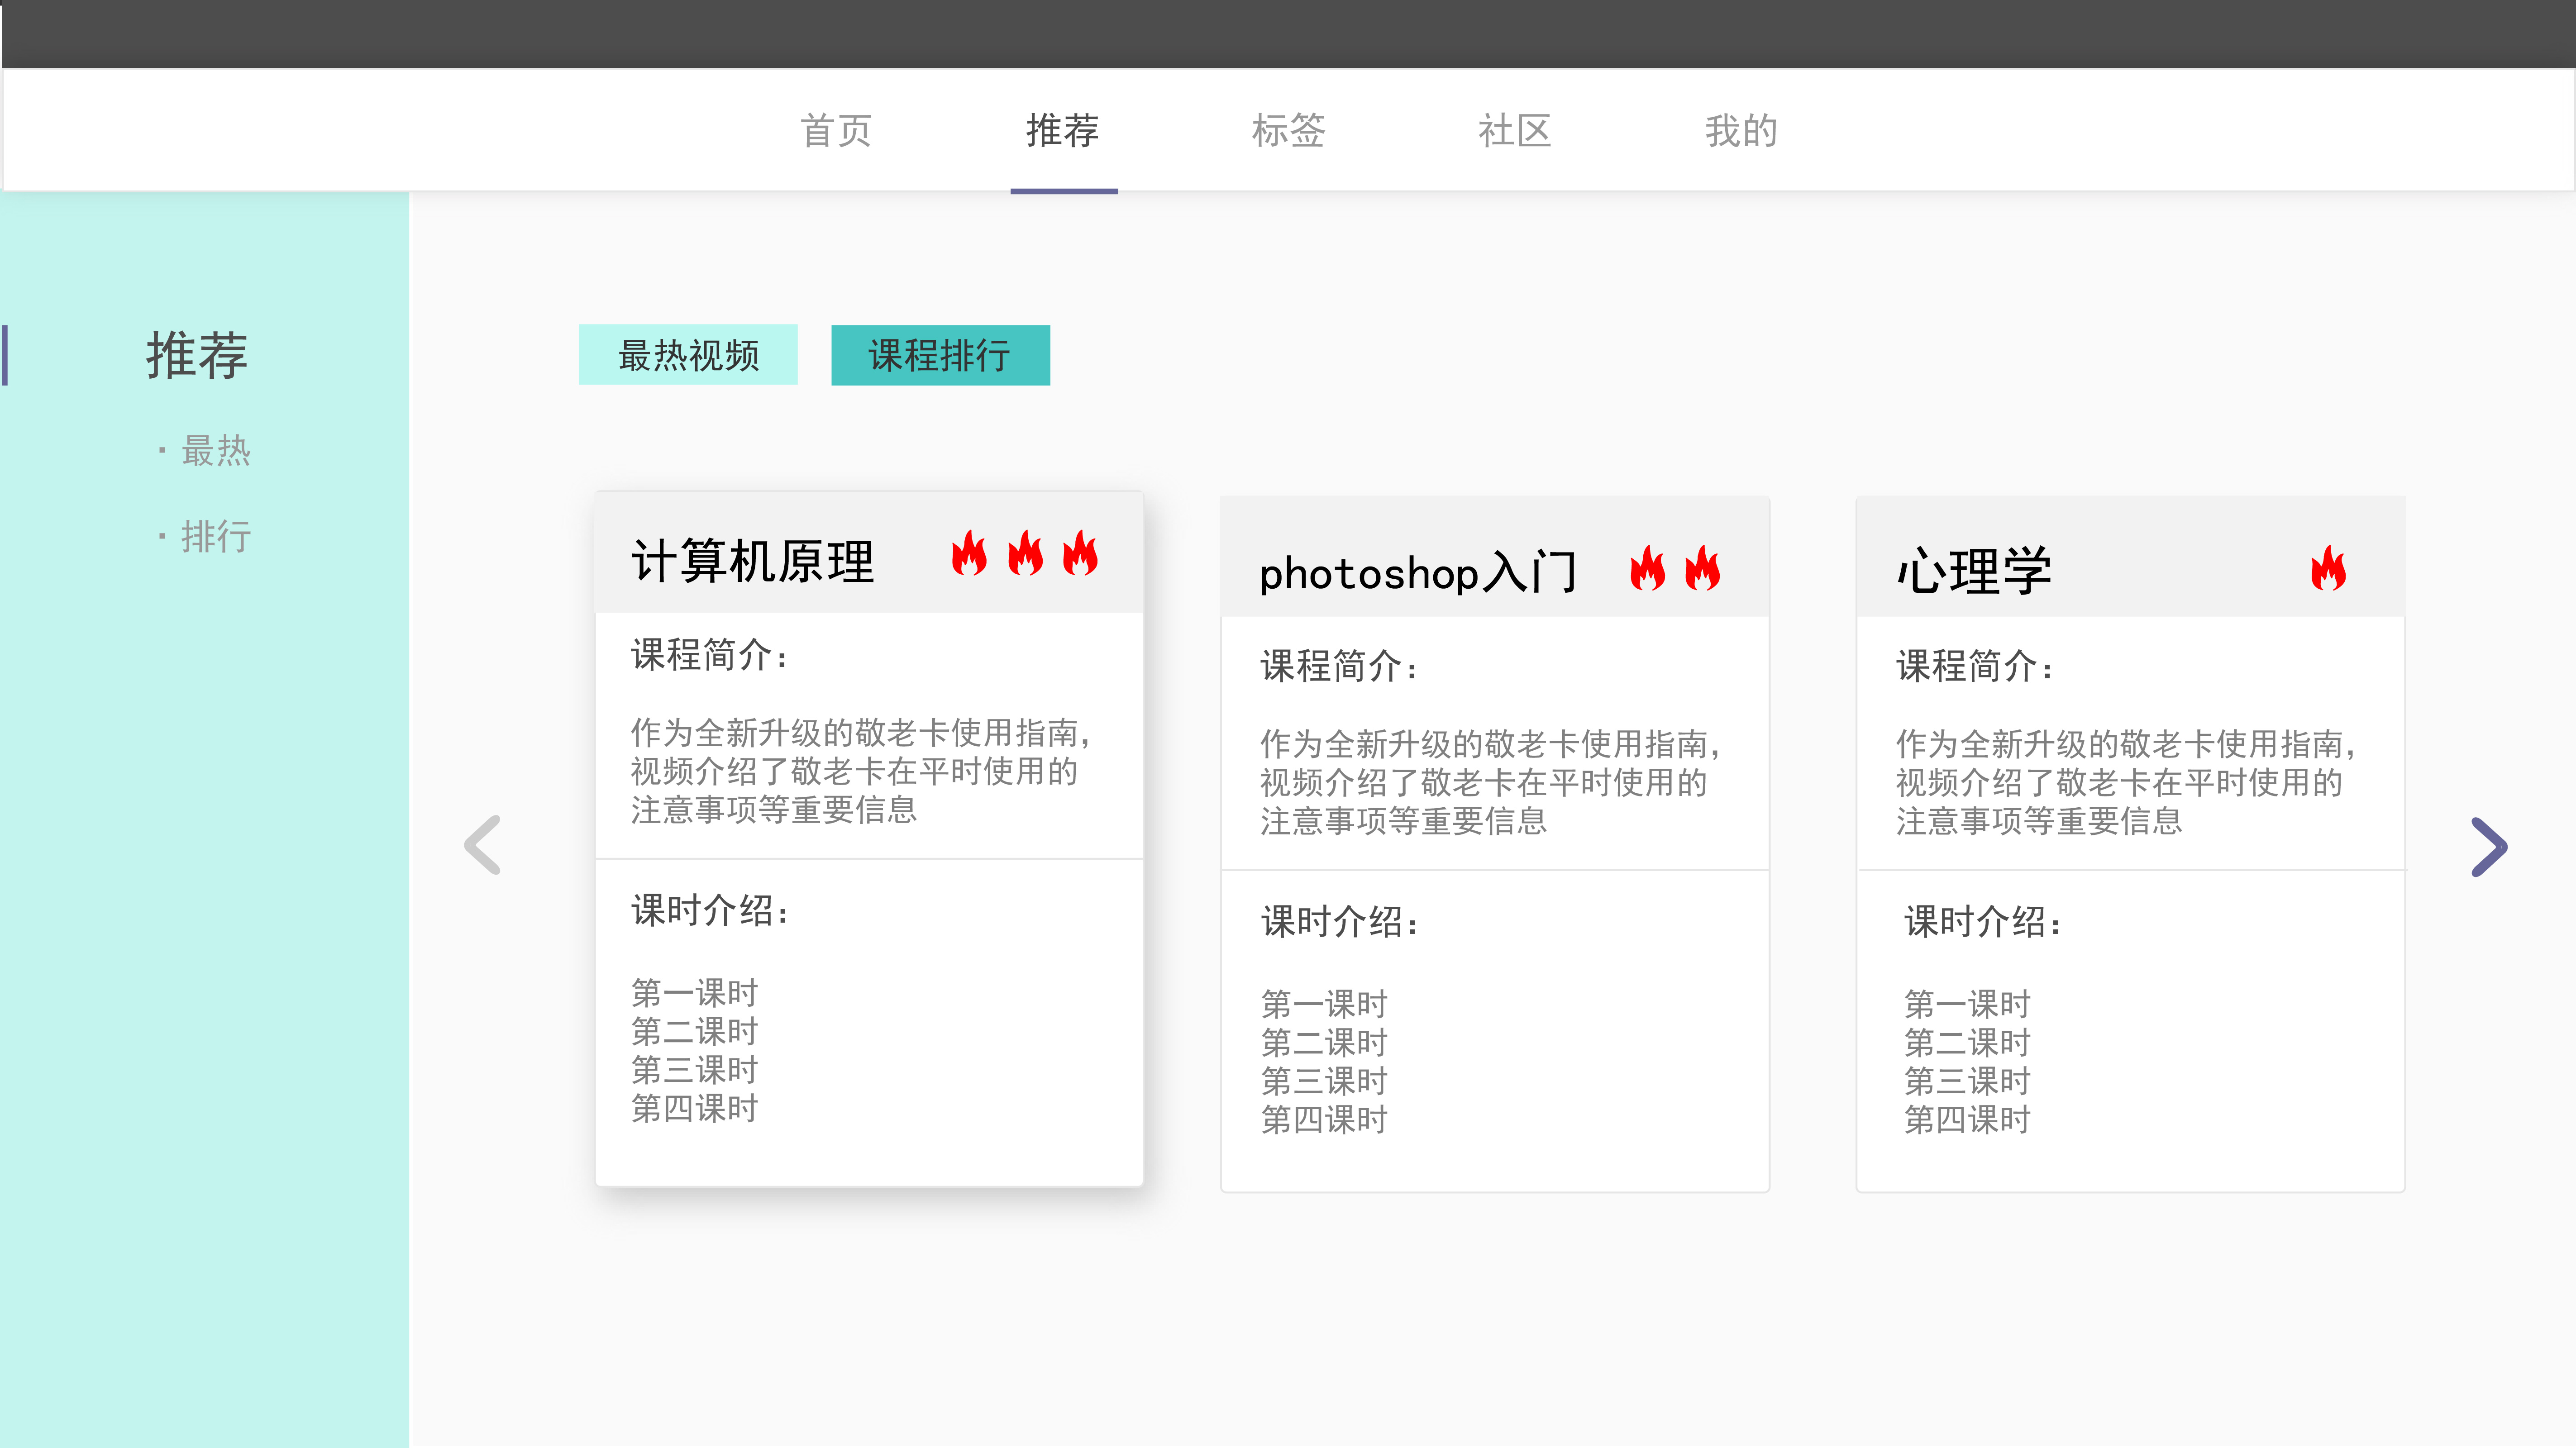 首页 推荐 标签 社区 我的
推荐
· 最热
· 排行
最热视频 课程排行
计算机原理
课程简介：
作为全新升级的敬老卡使用指南，
视频介绍了敬老卡在平时使用的
注意事项等重要信息
课时介绍：
第一课时
第二课时
第三课时
第四课时
photoshop入门
课程简介：
作为全新升级的敬老卡使用指南，
视频介绍了敬老卡在平时使用的
注意事项等重要信息
课时介绍：
第一课时
第二课时
第三课时
第四课时
心理学
课程简介：
作为全新升级的敬老卡使用指南，
视频介绍了敬老卡在平时使用的
注意事项等重要信息
课时介绍：
第一课时
第二课时
第三课时
第四课时